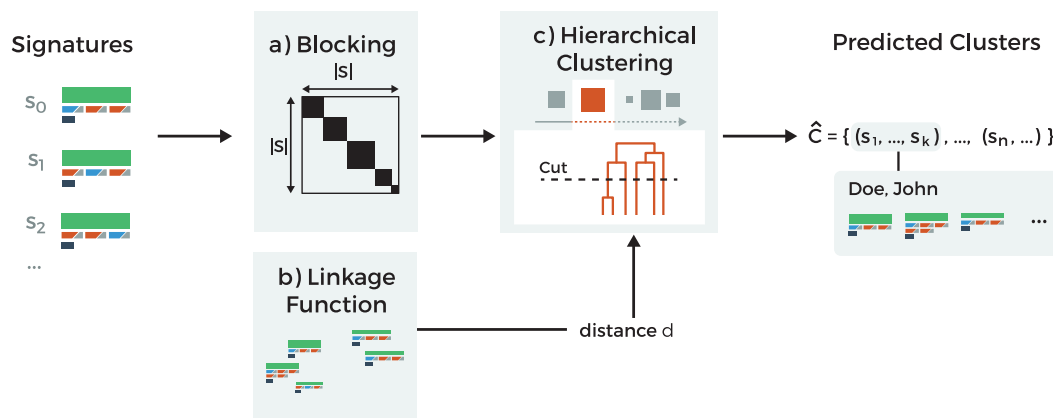 Signatures
s0
s1
s2
...
a) Blocking
|s|
|s|
b) Linkage
Function
distance d
c) Hierarchical
Clustering
Cut
Predicted Clusters
Ĉ = { (s1, ..., sk) , ..., (sn, ...) }
Doe, John
...